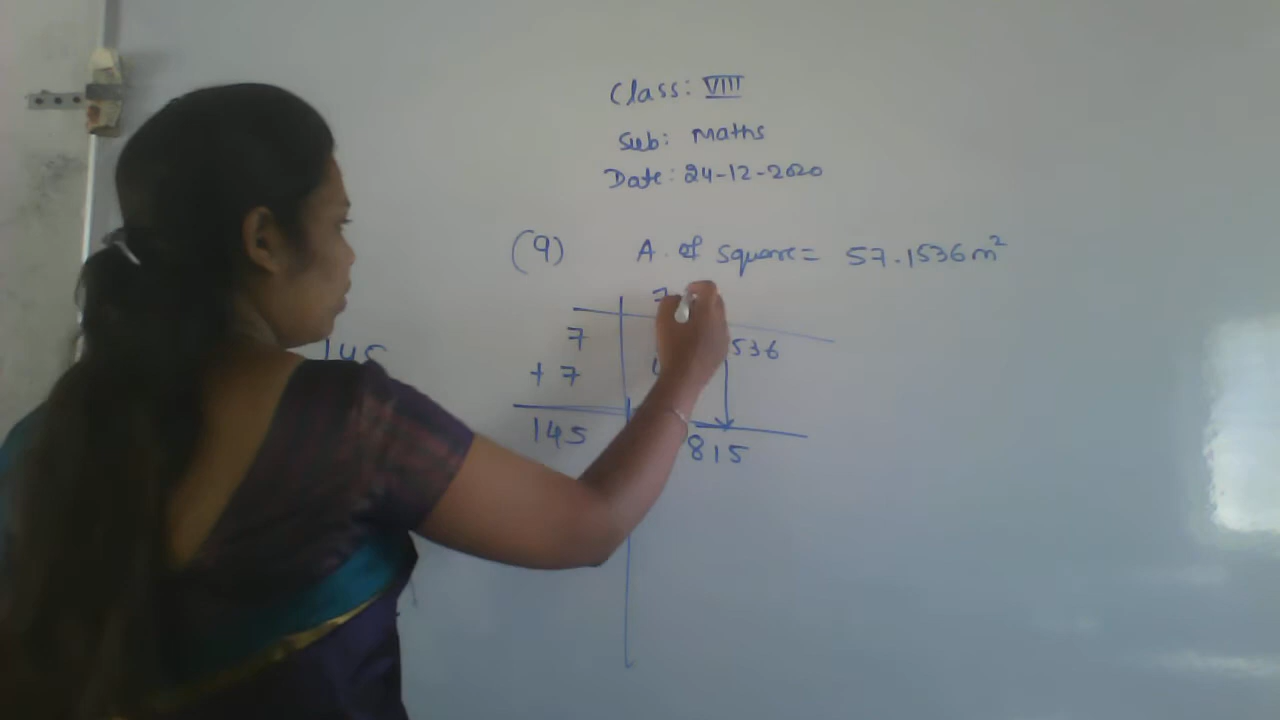 Class: VIII
Sub: Maths
Date: 24-12-2020
(9) A. of square = 57.1536 m²
7
7 536
145
+ 7
145 815